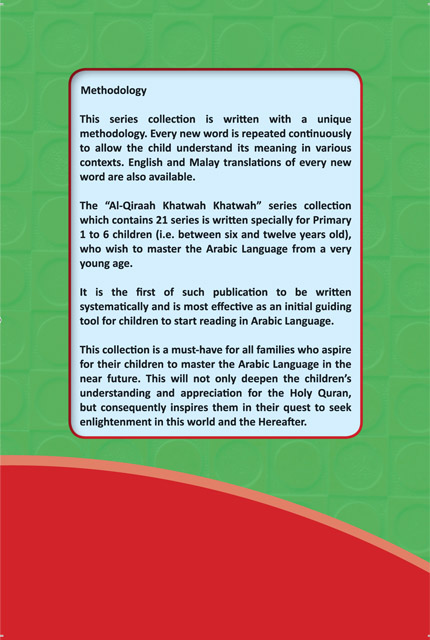 Methodology
This series collection is written with a unique
methodology. Every new word is repeated continuously
to allow the child understand its meaning in various
contexts. English and Malay translations of every new
word are also available.
The “Al-Qiraah Khatwah Khatwah” series collection
which contains 21 series is written specially for Primary
1 to 6 children (i.e. between six and twelve years old),
who wish to master the Arabic Language from a very
young age.
It is the first of such publication to be written
systematically and is most effective as an initial guiding
tool for children to start reading in Arabic Language.
This collection is a must-have for all families who aspire
for their children to master the Arabic Language in the
near future. This will not only deepen the children’s
understanding and appreciation for the Holy Quran,
but consequently inspires them in their quest to seek
enlightenment in this world and the Hereafter.